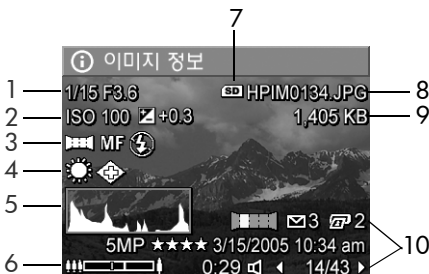 7
이미지 정보
1 1/15 F3.6 SD HPIM0134.JPG 8
2 ISO 100 +0.3 1,405 KB 9
3 MF
4
5
3 2 10
5MP ★★★★ 3/15/2005 10:34 am
6 0:29 14/43